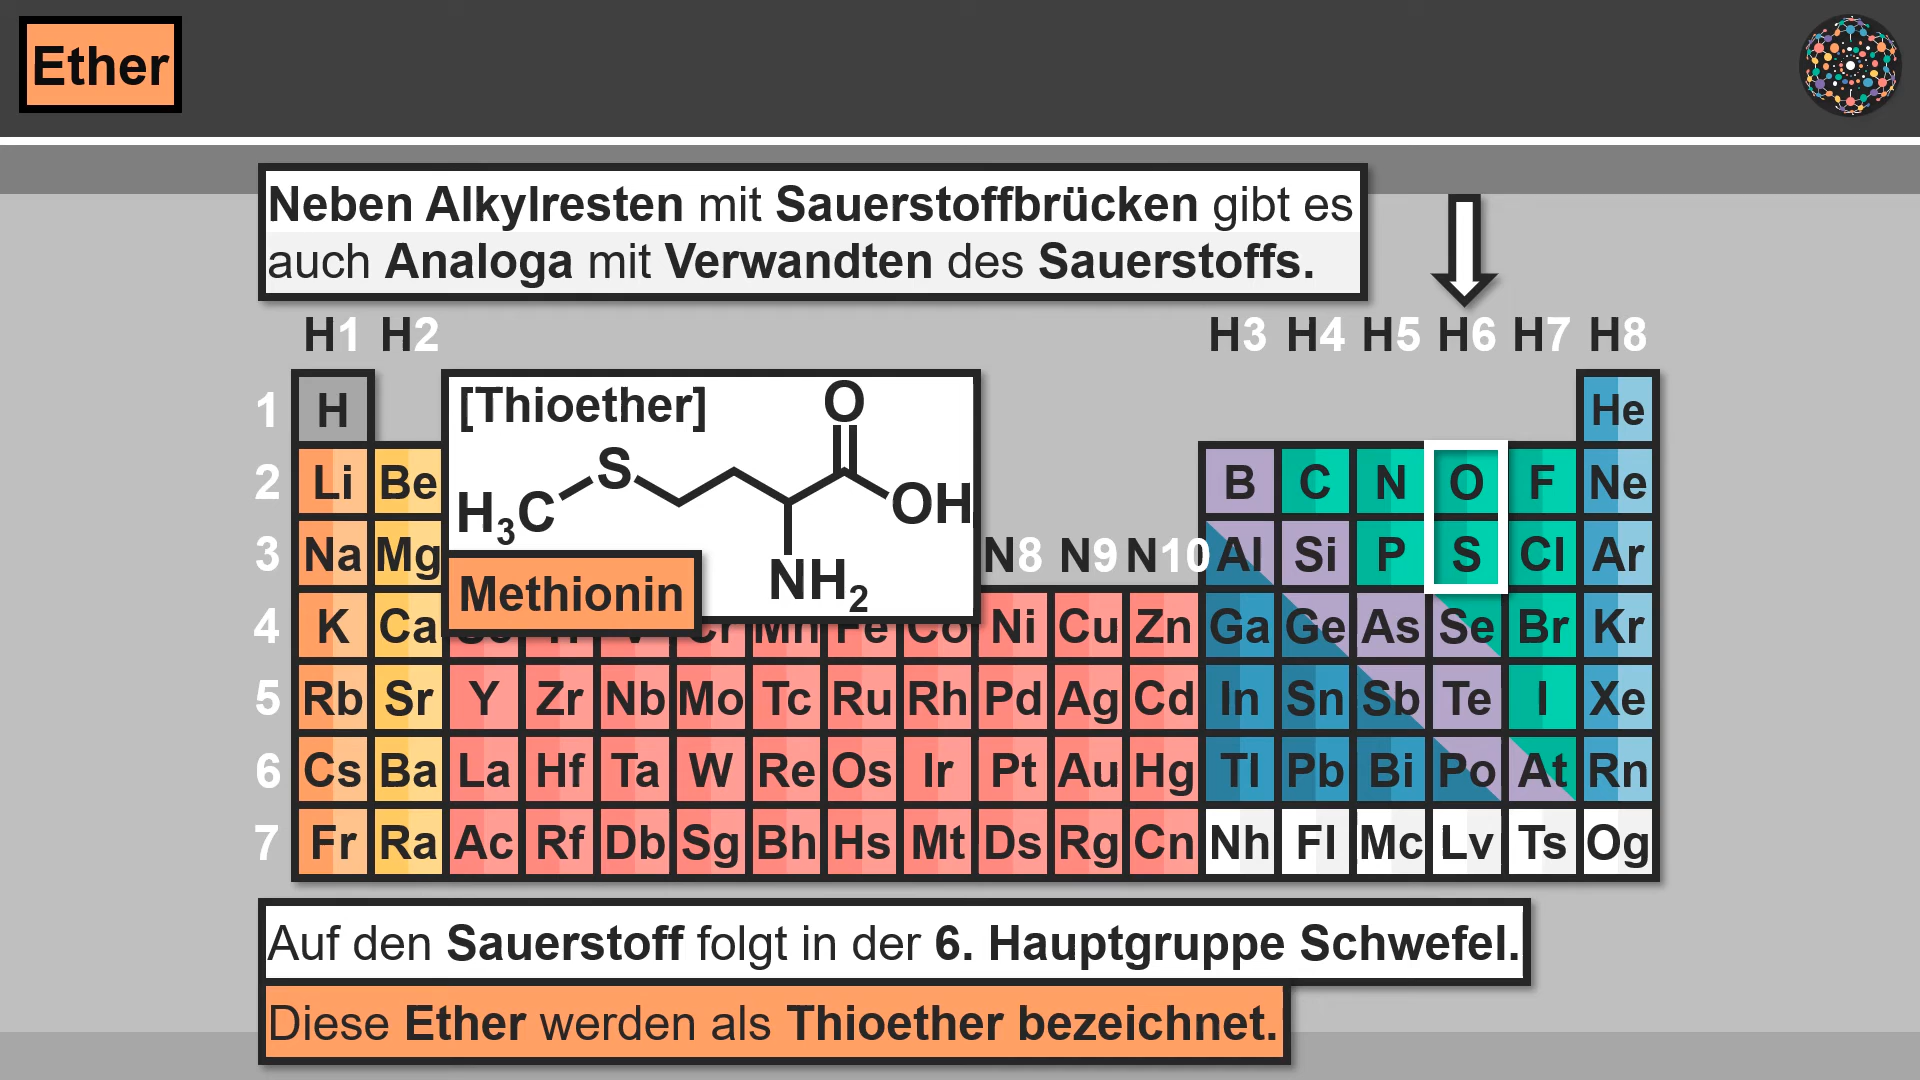 Ether
Neben Alkylresten mit Sauerstoffbrücken gibt es
auch Analoga mit Verwandten des Sauerstoffs.
H1 H2 H3 H4 H5 H6 H7 H8
1 H [Thioether] O He
2 Li Be S B C N O F Ne
H3C OH
3 Na Mg N8 N9 N10 Al Si P S Cl Ar
Methionin NH2
4 K Ca Cr Mn Fe Co Ni Cu Zn Ga Ge As Se Br Kr
5 Rb Sr Y Zr Nb Mo Tc Ru Rh Pd Ag Cd In Sn Sb Te I Xe
6 Cs Ba La Hf Ta W Re Os Ir Pt Au Hg Tl Pb Bi Po At Rn
7 Fr Ra Ac Rf Db Sg Bh Hs Mt Ds Rg Cn Nh Fl Mc Lv Ts Og
Auf den Sauerstoff folgt in der 6. Hauptgruppe Schwefel.
Diese Ether werden als Thioether bezeichnet.